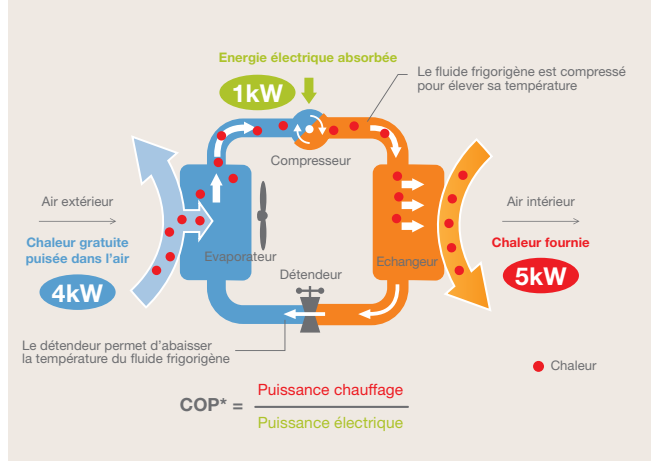 Energie électrique absorbée
1kW
Le fluide frigorigène est compressé
pour élever sa température
Compresseur
Air extérieur
Air intérieur
Chaleur gratuite
puisée dans l'air
4kW
Evaporateur
Echangeur
Chaleur fournie
5kW
Détendeur
Le détendeur permet d'abaisser
la température du fluide frigorigène
Chaleur
COP* =
Puissance chauffage
Puissance électrique